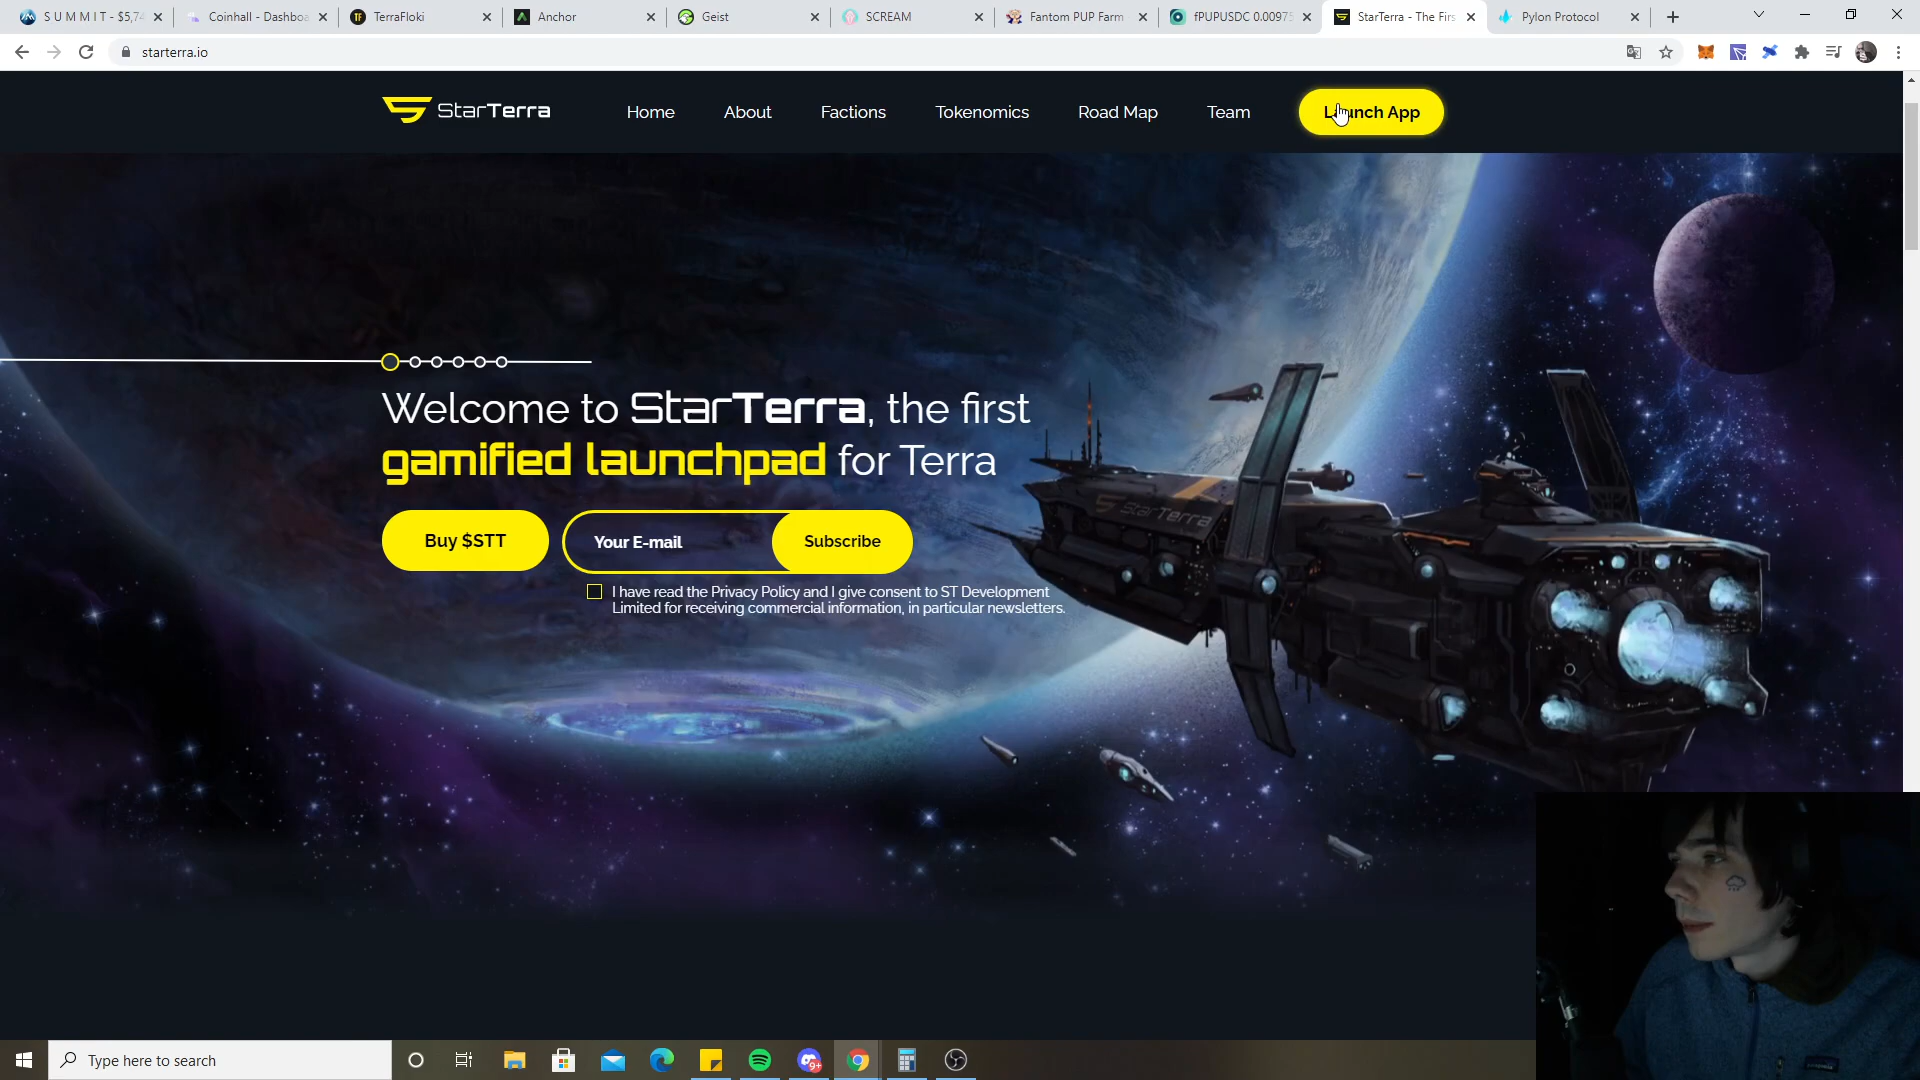 S U M M I T - $5,74
Coinhall - Dashboa
TerraFloki
Anchor
Geist
SCREAM
Fantom PUP Farm
fPUPUSDC 0.00975
StarTerra - The Firs
Pylon Protocol
starterra.io
StarTerra
Home
About
Factions
Tokenomics
Road Map
Team
Launch App
Welcome to StarTerra, the first
gamified launchpad for Terra
Buy $STT
Your E-mail
Subscribe
I have read the Privacy Policy and I give consent to ST Development
Limited for receiving commercial information, in particular newsletters.
StarTerra
Type here to search
9+